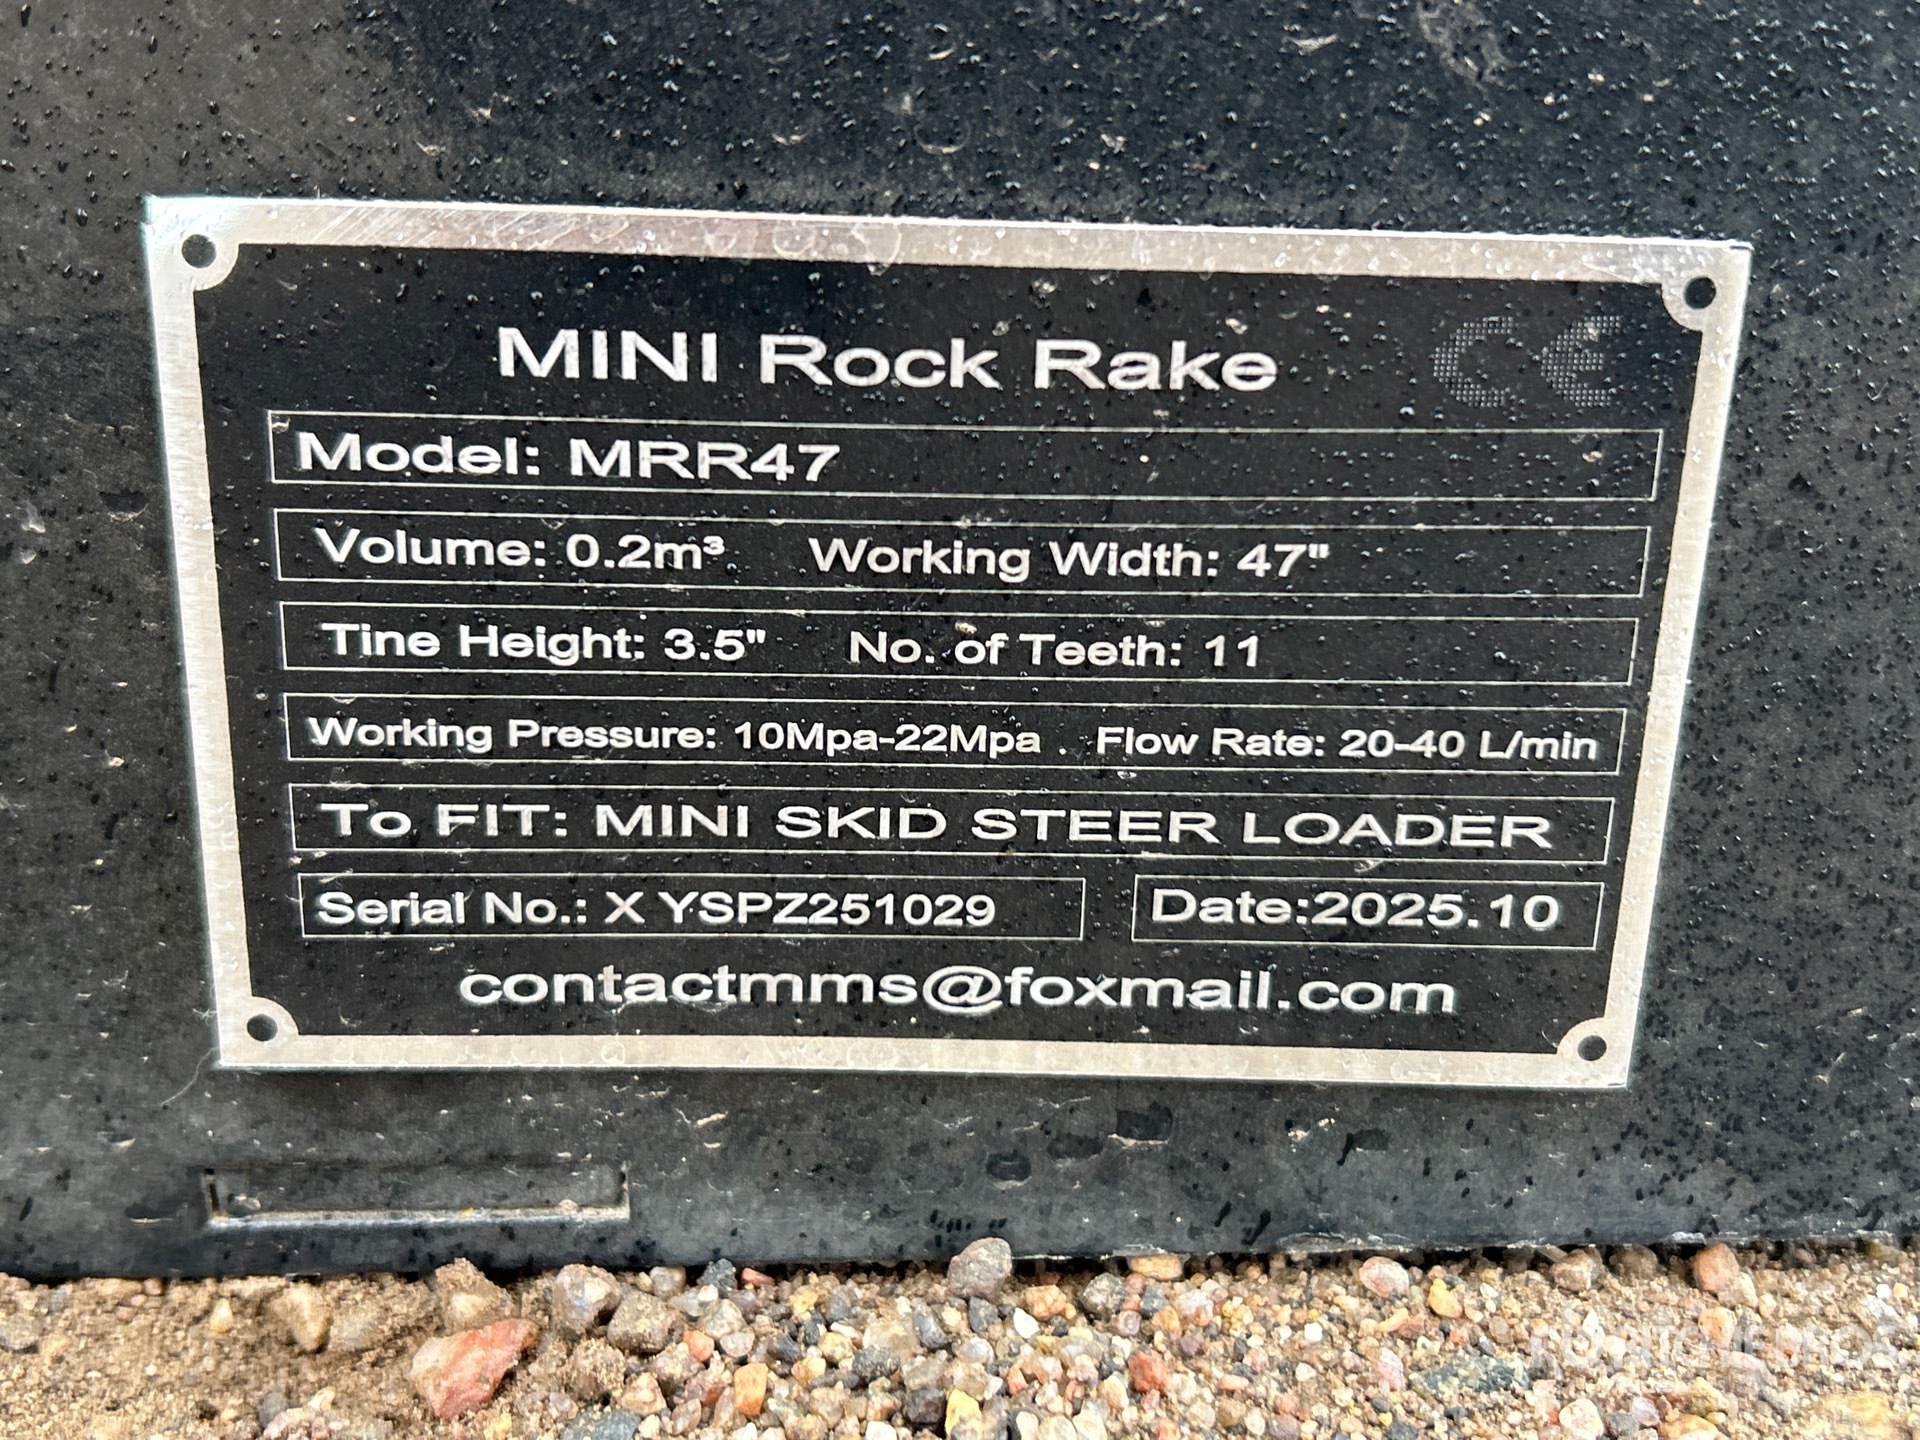 MINI Rock Rake CE
Model: MRR47
Volume: 0.2m³ Working Width: 47"
Tine Height: 3.5" No. of Teeth: 11
Working Pressure: 10Mpa-22Mpa . Flow Rate: 20-40 L/min
To FIT: MINI SKID STEER LOADER
Serial No.: X YSPZ251029 Date:2025.10
contactmms@foxmail.com